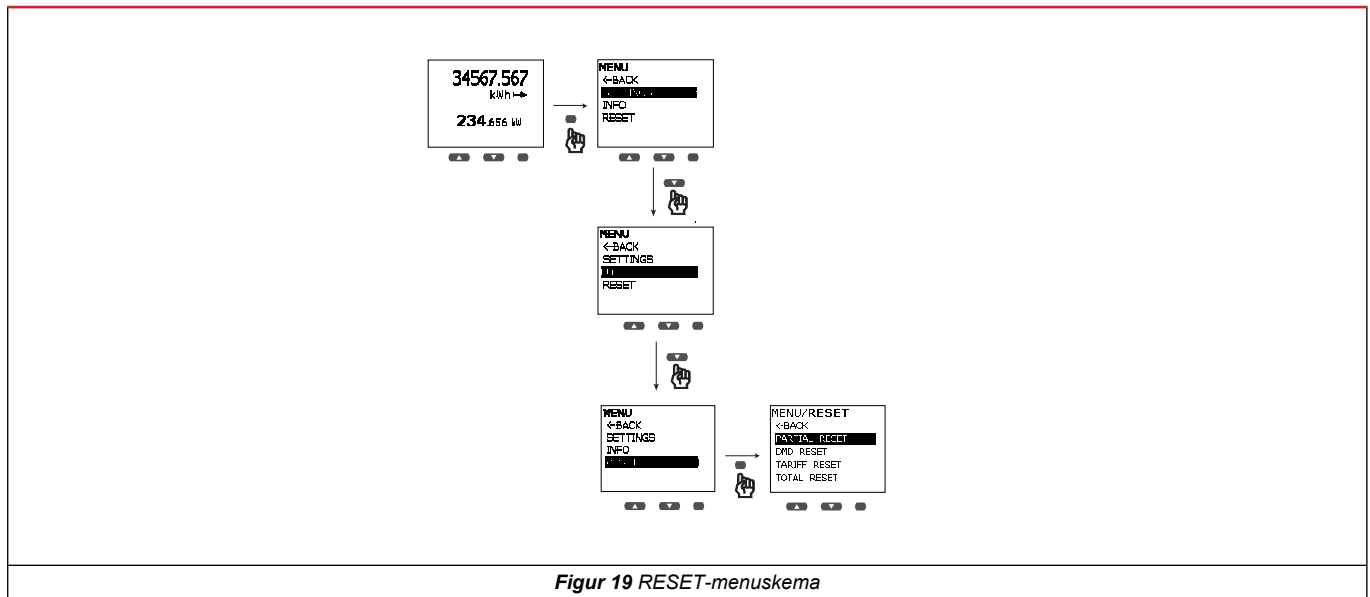 34567.567
kWh
234.656 kW
MENU
<-BACK
INFO
RESET
MENU
<-BACK
SETTINGS
RESET
MENU
<-BACK
SETTINGS
INFO
MENU/RESET
<-BACK
PARTIAL RESET
DMD RESET
TARIFF RESET
TOTAL RESET
Figur 19 RESET-menuskema